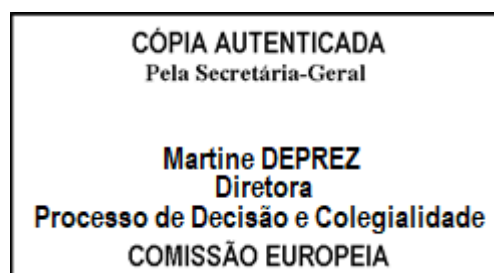 CÓPIA AUTENTICADA
Pela Secretária-Geral
Martine DEPREZ
Diretora
Processo de Decisão e Colegialidade
COMISSÃO EUROPEIA